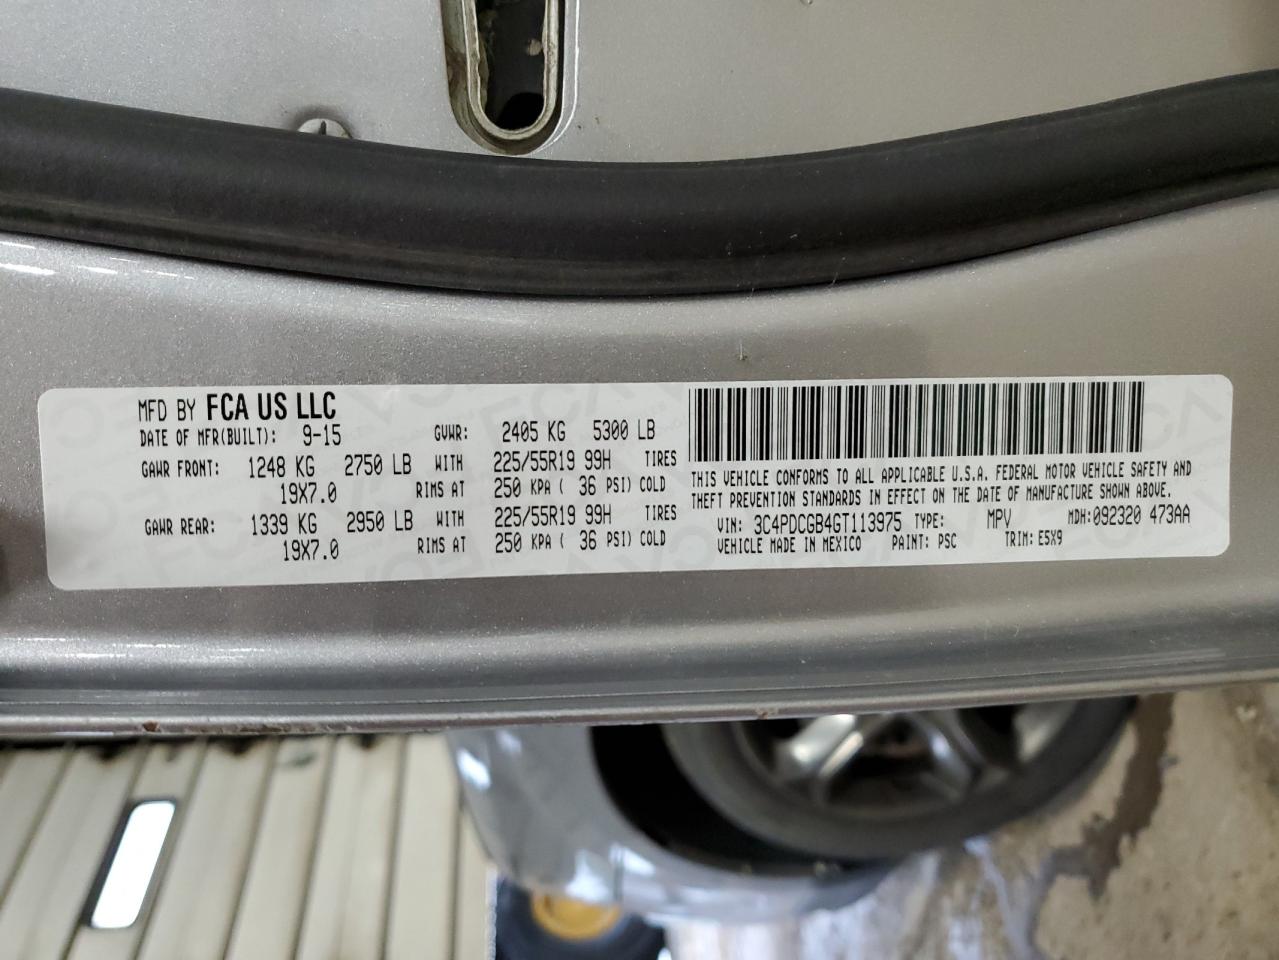 MFD BY FCA US LLC
DATE OF MFR(BUILT): 9-15 GVWR: 2405 KG 5300 LB
GAWR FRONT: 1248 KG 2750 LB WITH 225/55R19 99H TIRES
19X7.0 RIMS AT 250 KPA ( 36 PSI) COLD
GAWR REAR: 1339 KG 2950 LB WITH 225/55R19 99H TIRES
19X7.0 RIMS AT 250 KPA ( 36 PSI) COLD
THIS VEHICLE CONFORMS TO ALL APPLICABLE U.S.A. FEDERAL MOTOR VEHICLE SAFETY AND
THEFT PREVENTION STANDARDS IN EFFECT ON THE DATE OF MANUFACTURE SHOWN ABOVE.
VIN: 3C4PDCGB4GT113975 TYPE: MPV MDH:092320 473AA
VEHICLE MADE IN MEXICO PAINT: PSC TRIM: E5X9